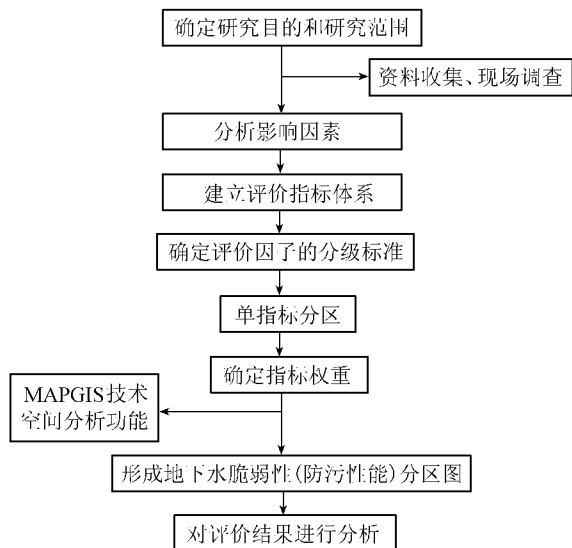 确定研究目的和研究范围
资料收集、现场调查
分析影响因素
建立评价指标体系
确定评价因子的分级标准
单指标分区
确定指标权重
MAPGIS技术
空间分析功能
形成地下水脆弱性(防污性能)分区图
对评价结果进行分析